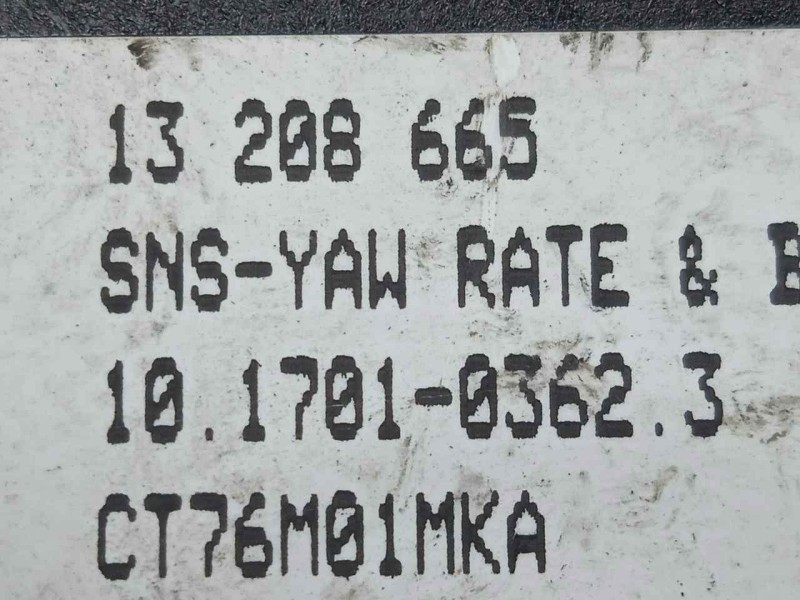 13 208 665
SNS-YAW RATE & B
10.1701-0362.3
CT76M01MKA